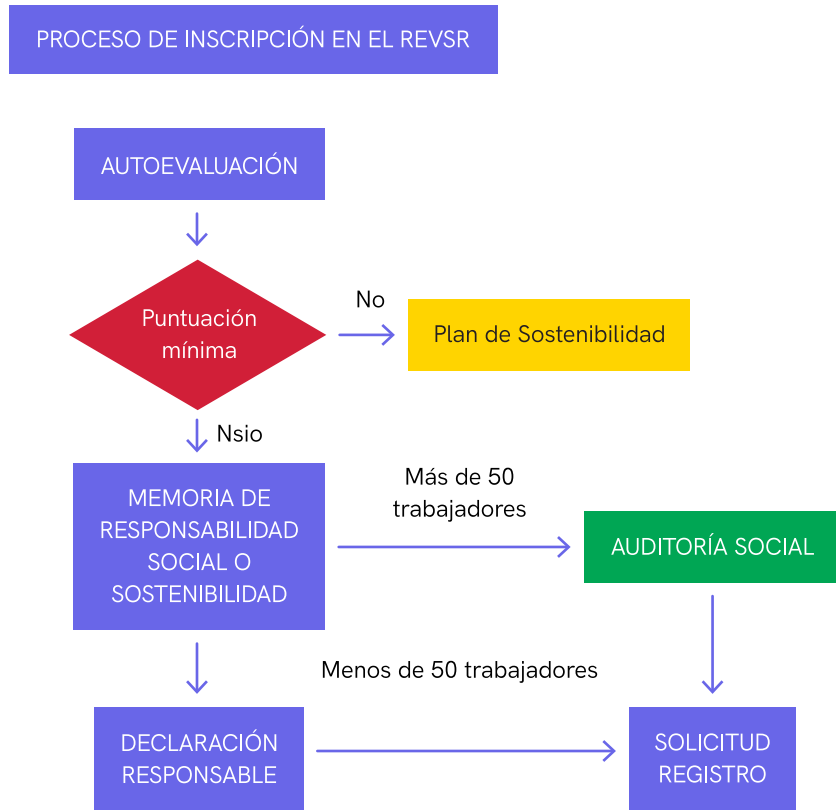 PROCESO DE INSCRIPCIÓN EN EL REVSR
AUTOEVALUACIÓN
Puntuación
mínima
No
Plan de Sostenibilidad
Nsio
MEMORIA DE
RESPONSABILIDAD
SOCIAL O
SOSTENIBILIDAD
Más de 50
trabajadores
AUDITORÍA SOCIAL
Menos de 50 trabajadores
DECLARACIÓN
RESPONSABLE
SOLICITUD
REGISTRO